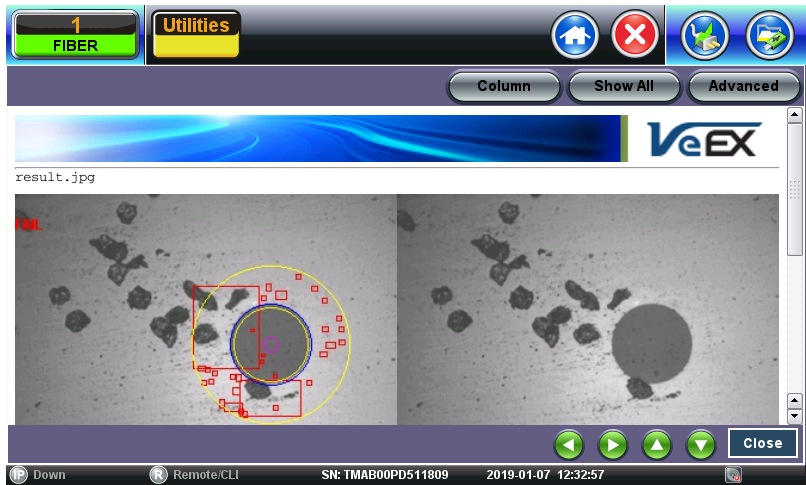 1
FIBER
Utilities
Column
Show All
Advanced
VeEX
result.jpg
FAIL
Close
IP Down
R Remote/CLI
SN: TMAB00PD511809
2019-01-07 12:32:57